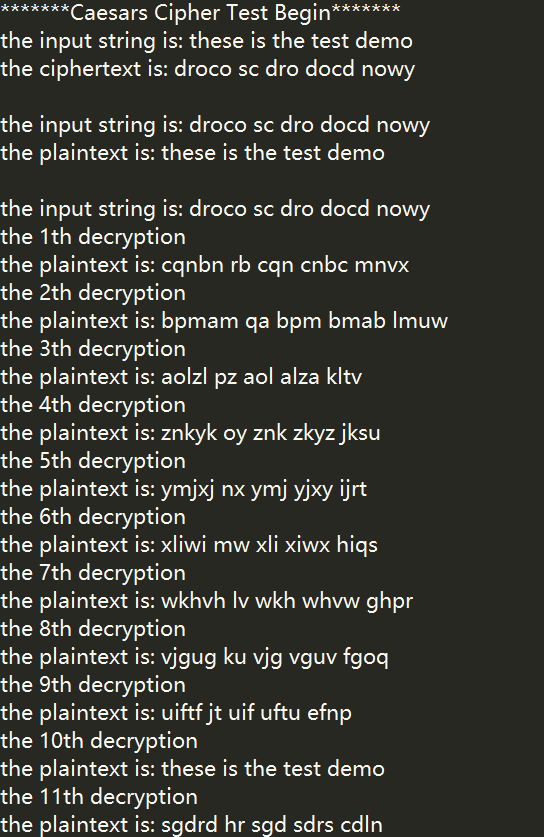 *******Caesars Cipher Test Begin*******
the input string is: these is the test demo
the ciphertext is: droco sc dro docd nowy
the input string is: droco sc dro docd nowy
the plaintext is: these is the test demo
the input string is: droco sc dro docd nowy
the 1th decryption
the plaintext is: cqnbn rb cqn cnbc mnvx
the 2th decryption
the plaintext is: bpmam qa bpm bmab lmuw
the 3th decryption
the plaintext is: aolzl pz aol alza kltv
the 4th decryption
the plaintext is: znkyk oy znk zkyz jksu
the 5th decryption
the plaintext is: ymjxj nx ymj yjxy ijrt
the 6th decryption
the plaintext is: xliwi mw xli xiwx hiqs
the 7th decryption
the plaintext is: wkhvh lv wkh whvw ghpr
the 8th decryption
the plaintext is: vjgug ku vjg vguv fgoq
the 9th decryption
the plaintext is: uiftf jt uif uftu efnp
the 10th decryption
the plaintext is: these is the test demo
the 11th decryption
the plaintext is: sgdrd hr sgd sdrs cdln